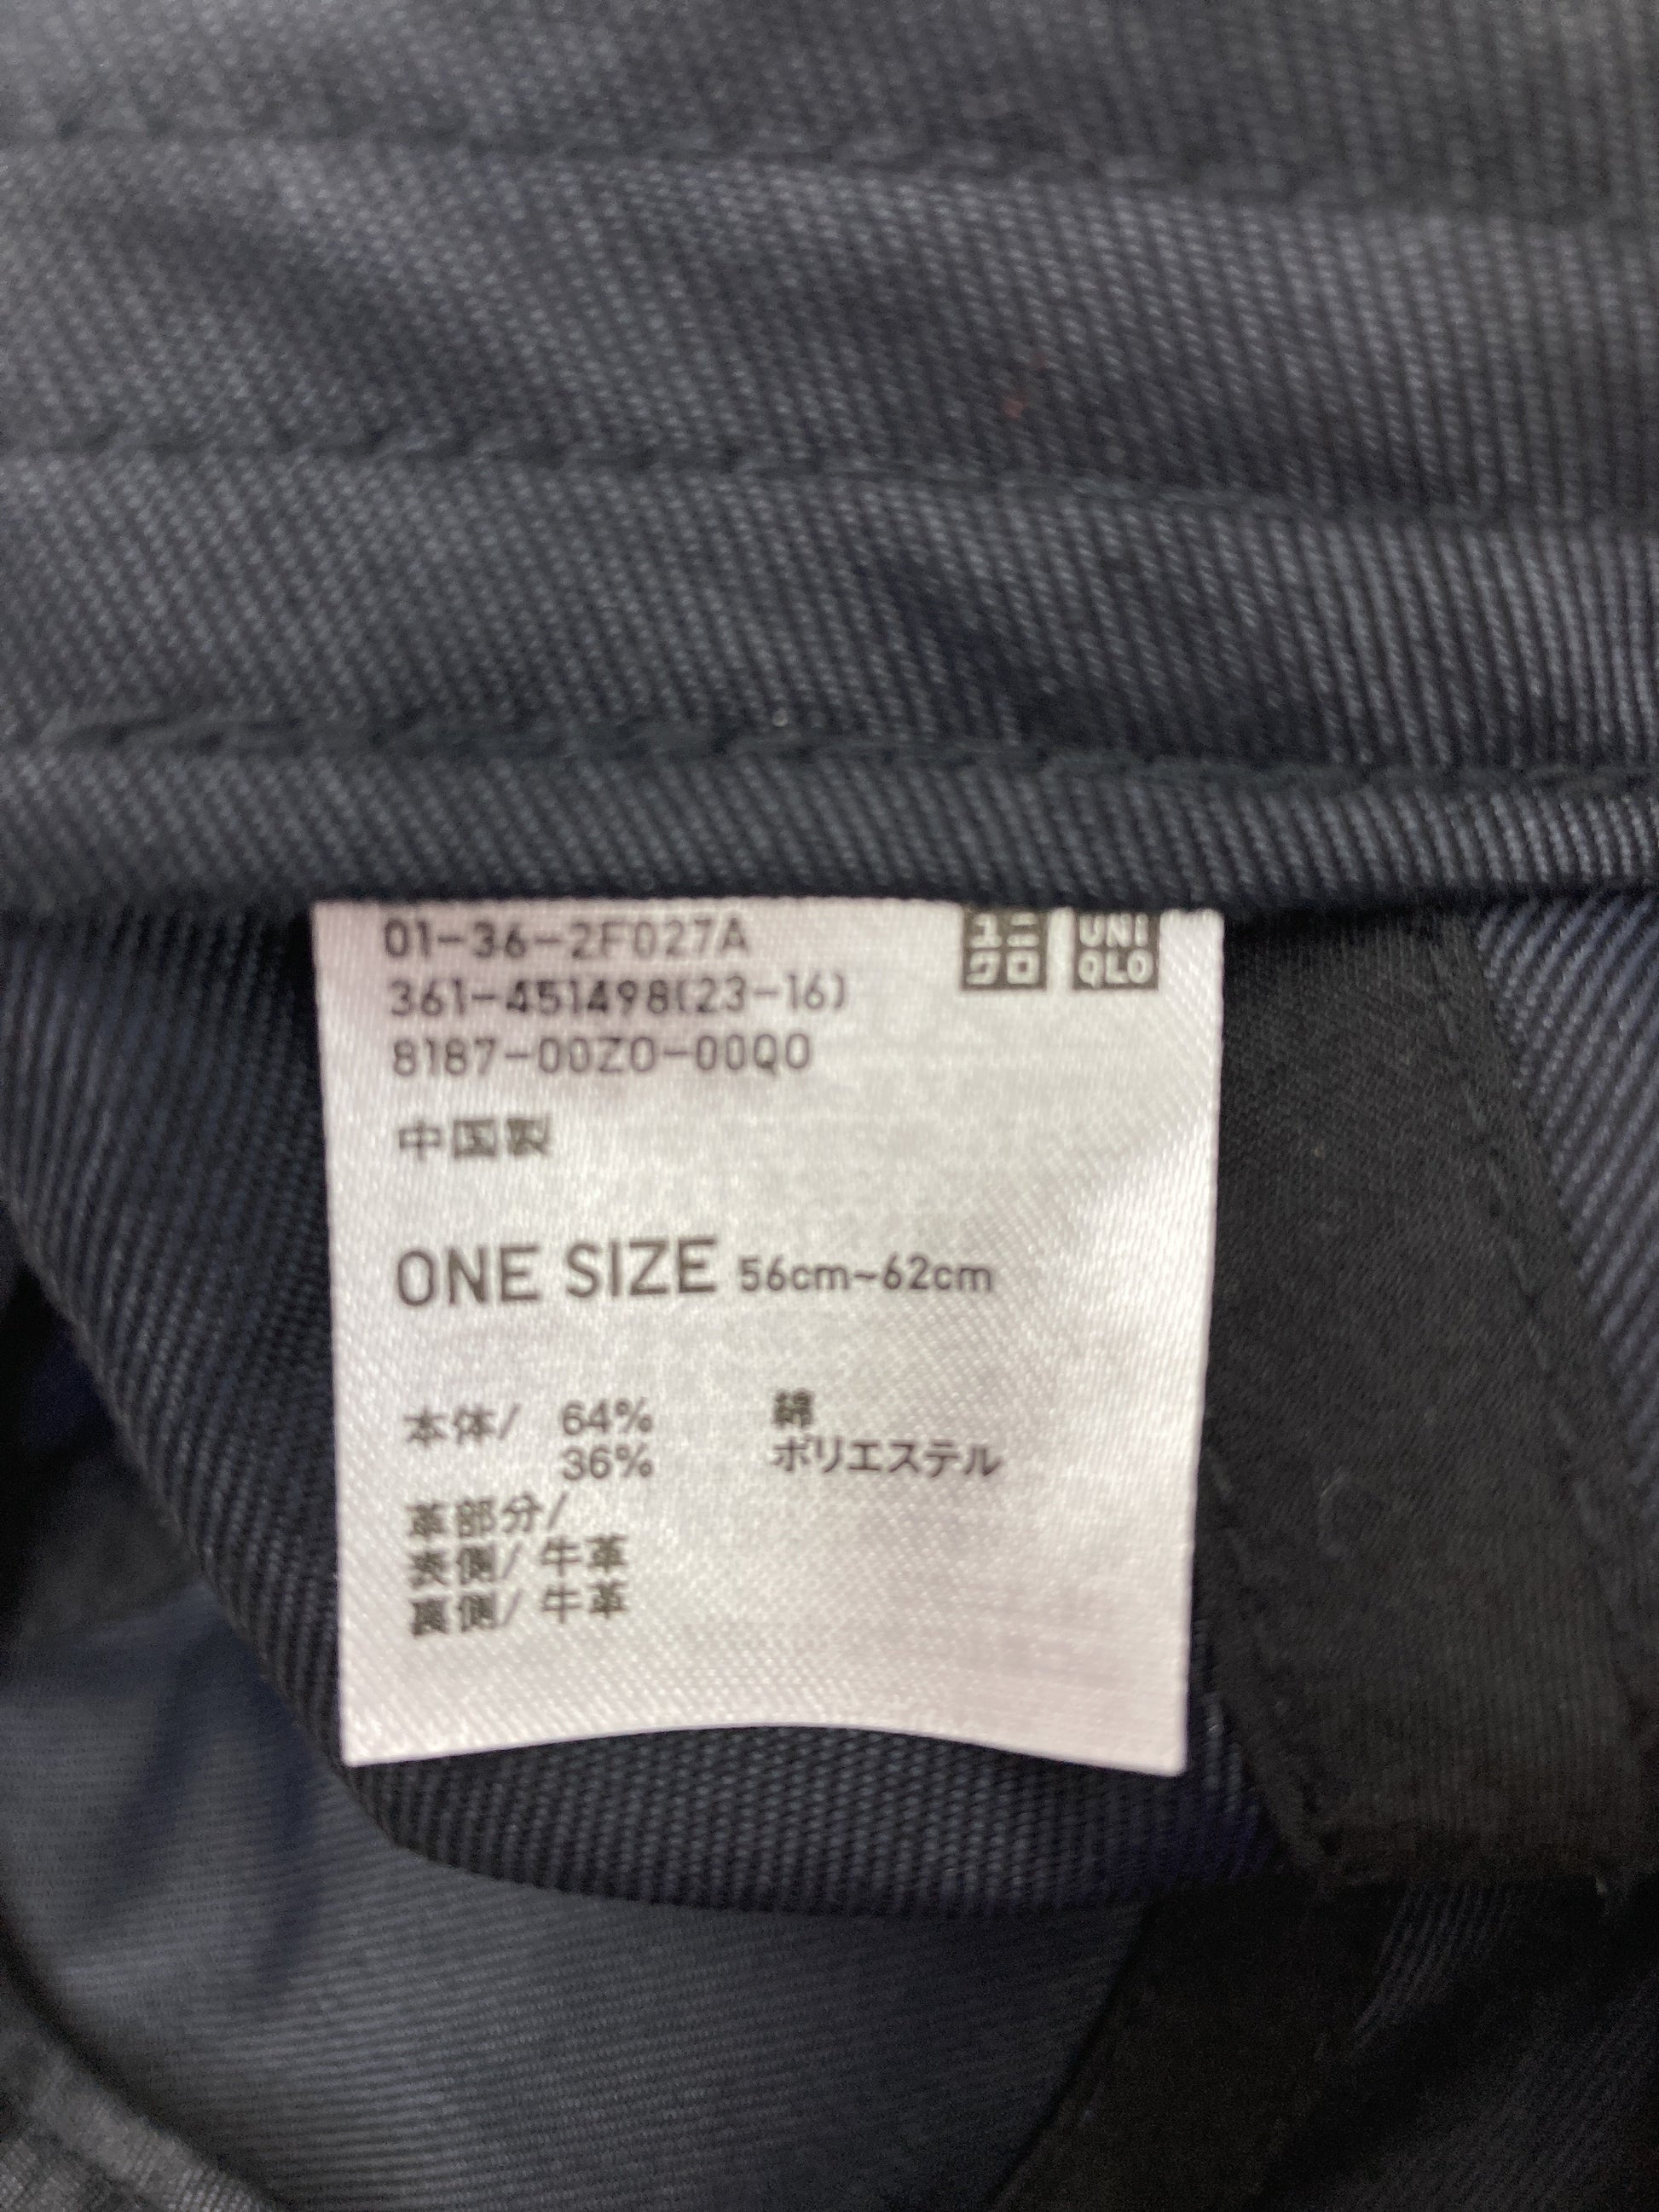 01-36-2F027A
361-451498(23-16)
8187-00Z0-00Q0
ユニ
クロ
UNI
QLO
中国製
ONE SIZE 56cm~62cm
本体/ 64% 綿
36% ポリエステル
革部分/
表側/ 牛革
裏側/ 牛革